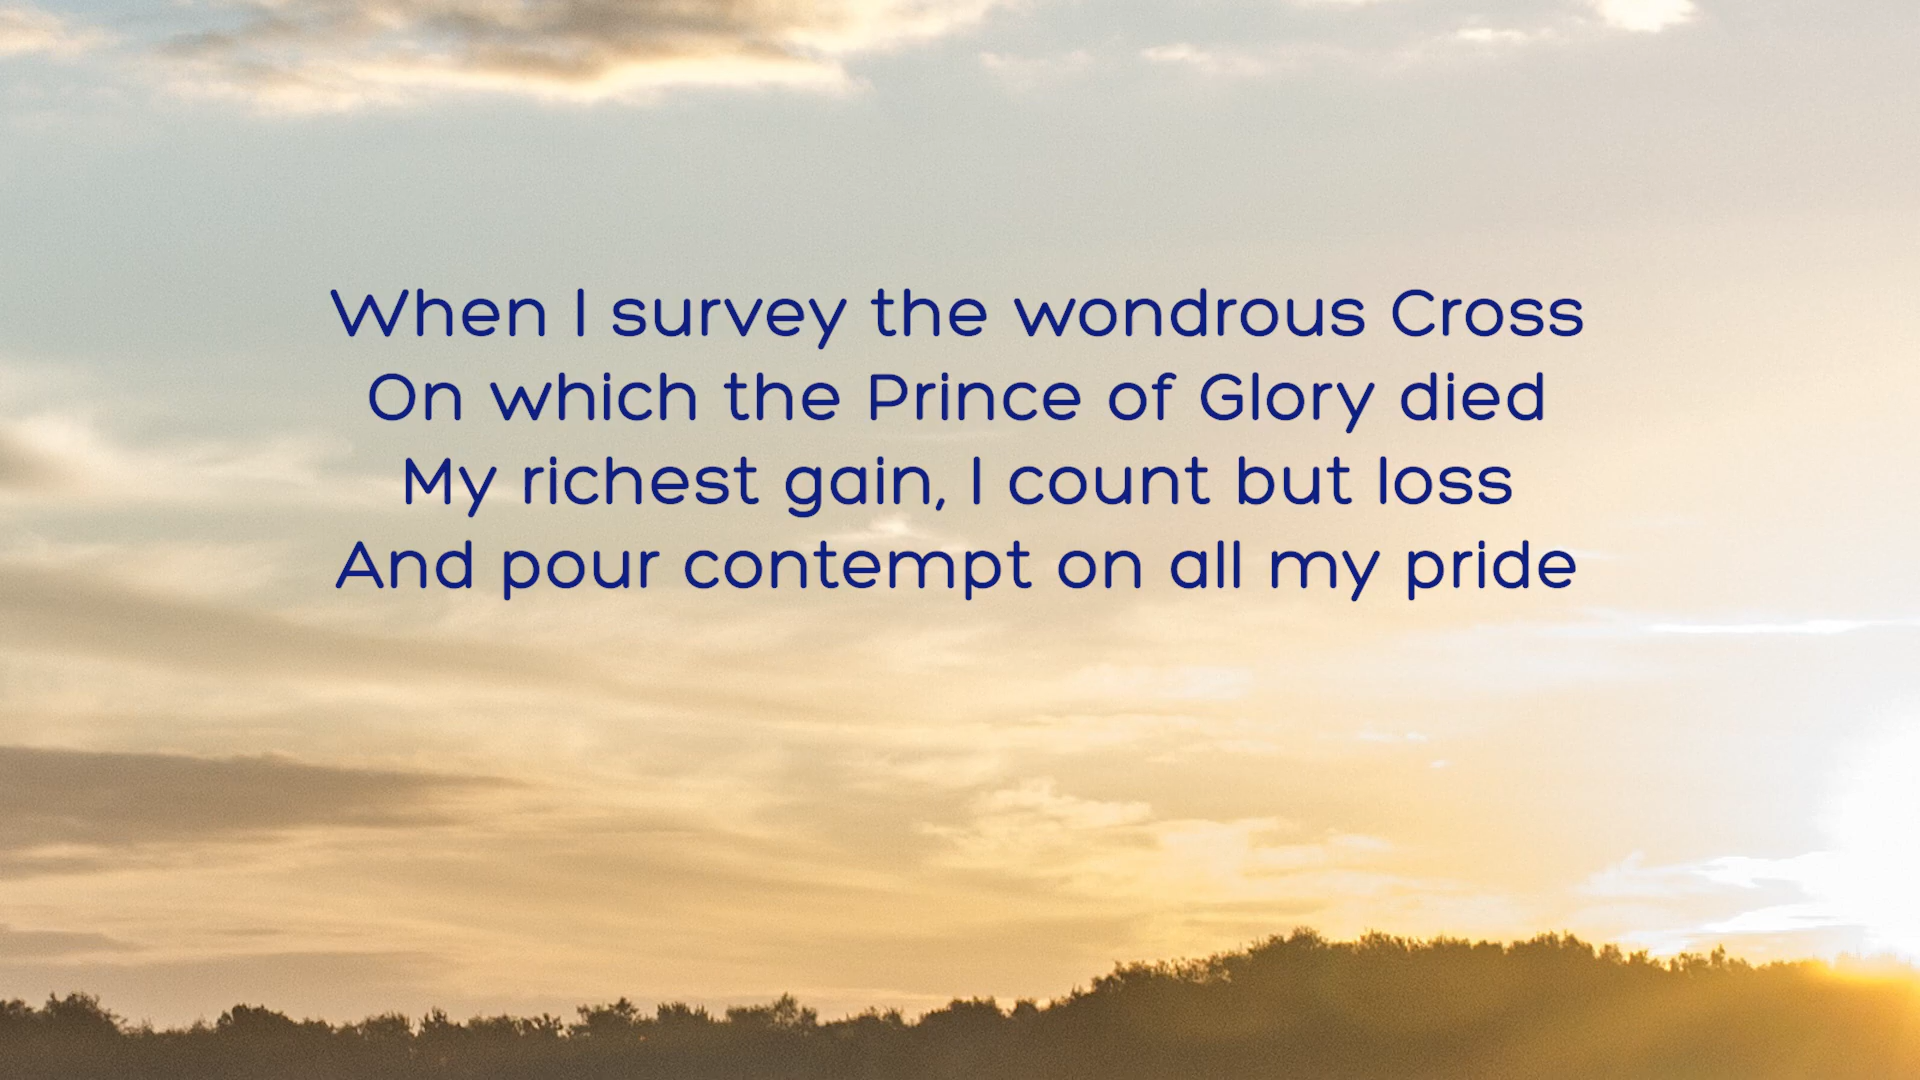 When I survey the wondrous Cross
On which the Prince of Glory died
My richest gain, I count but loss
And pour contempt on all my pride